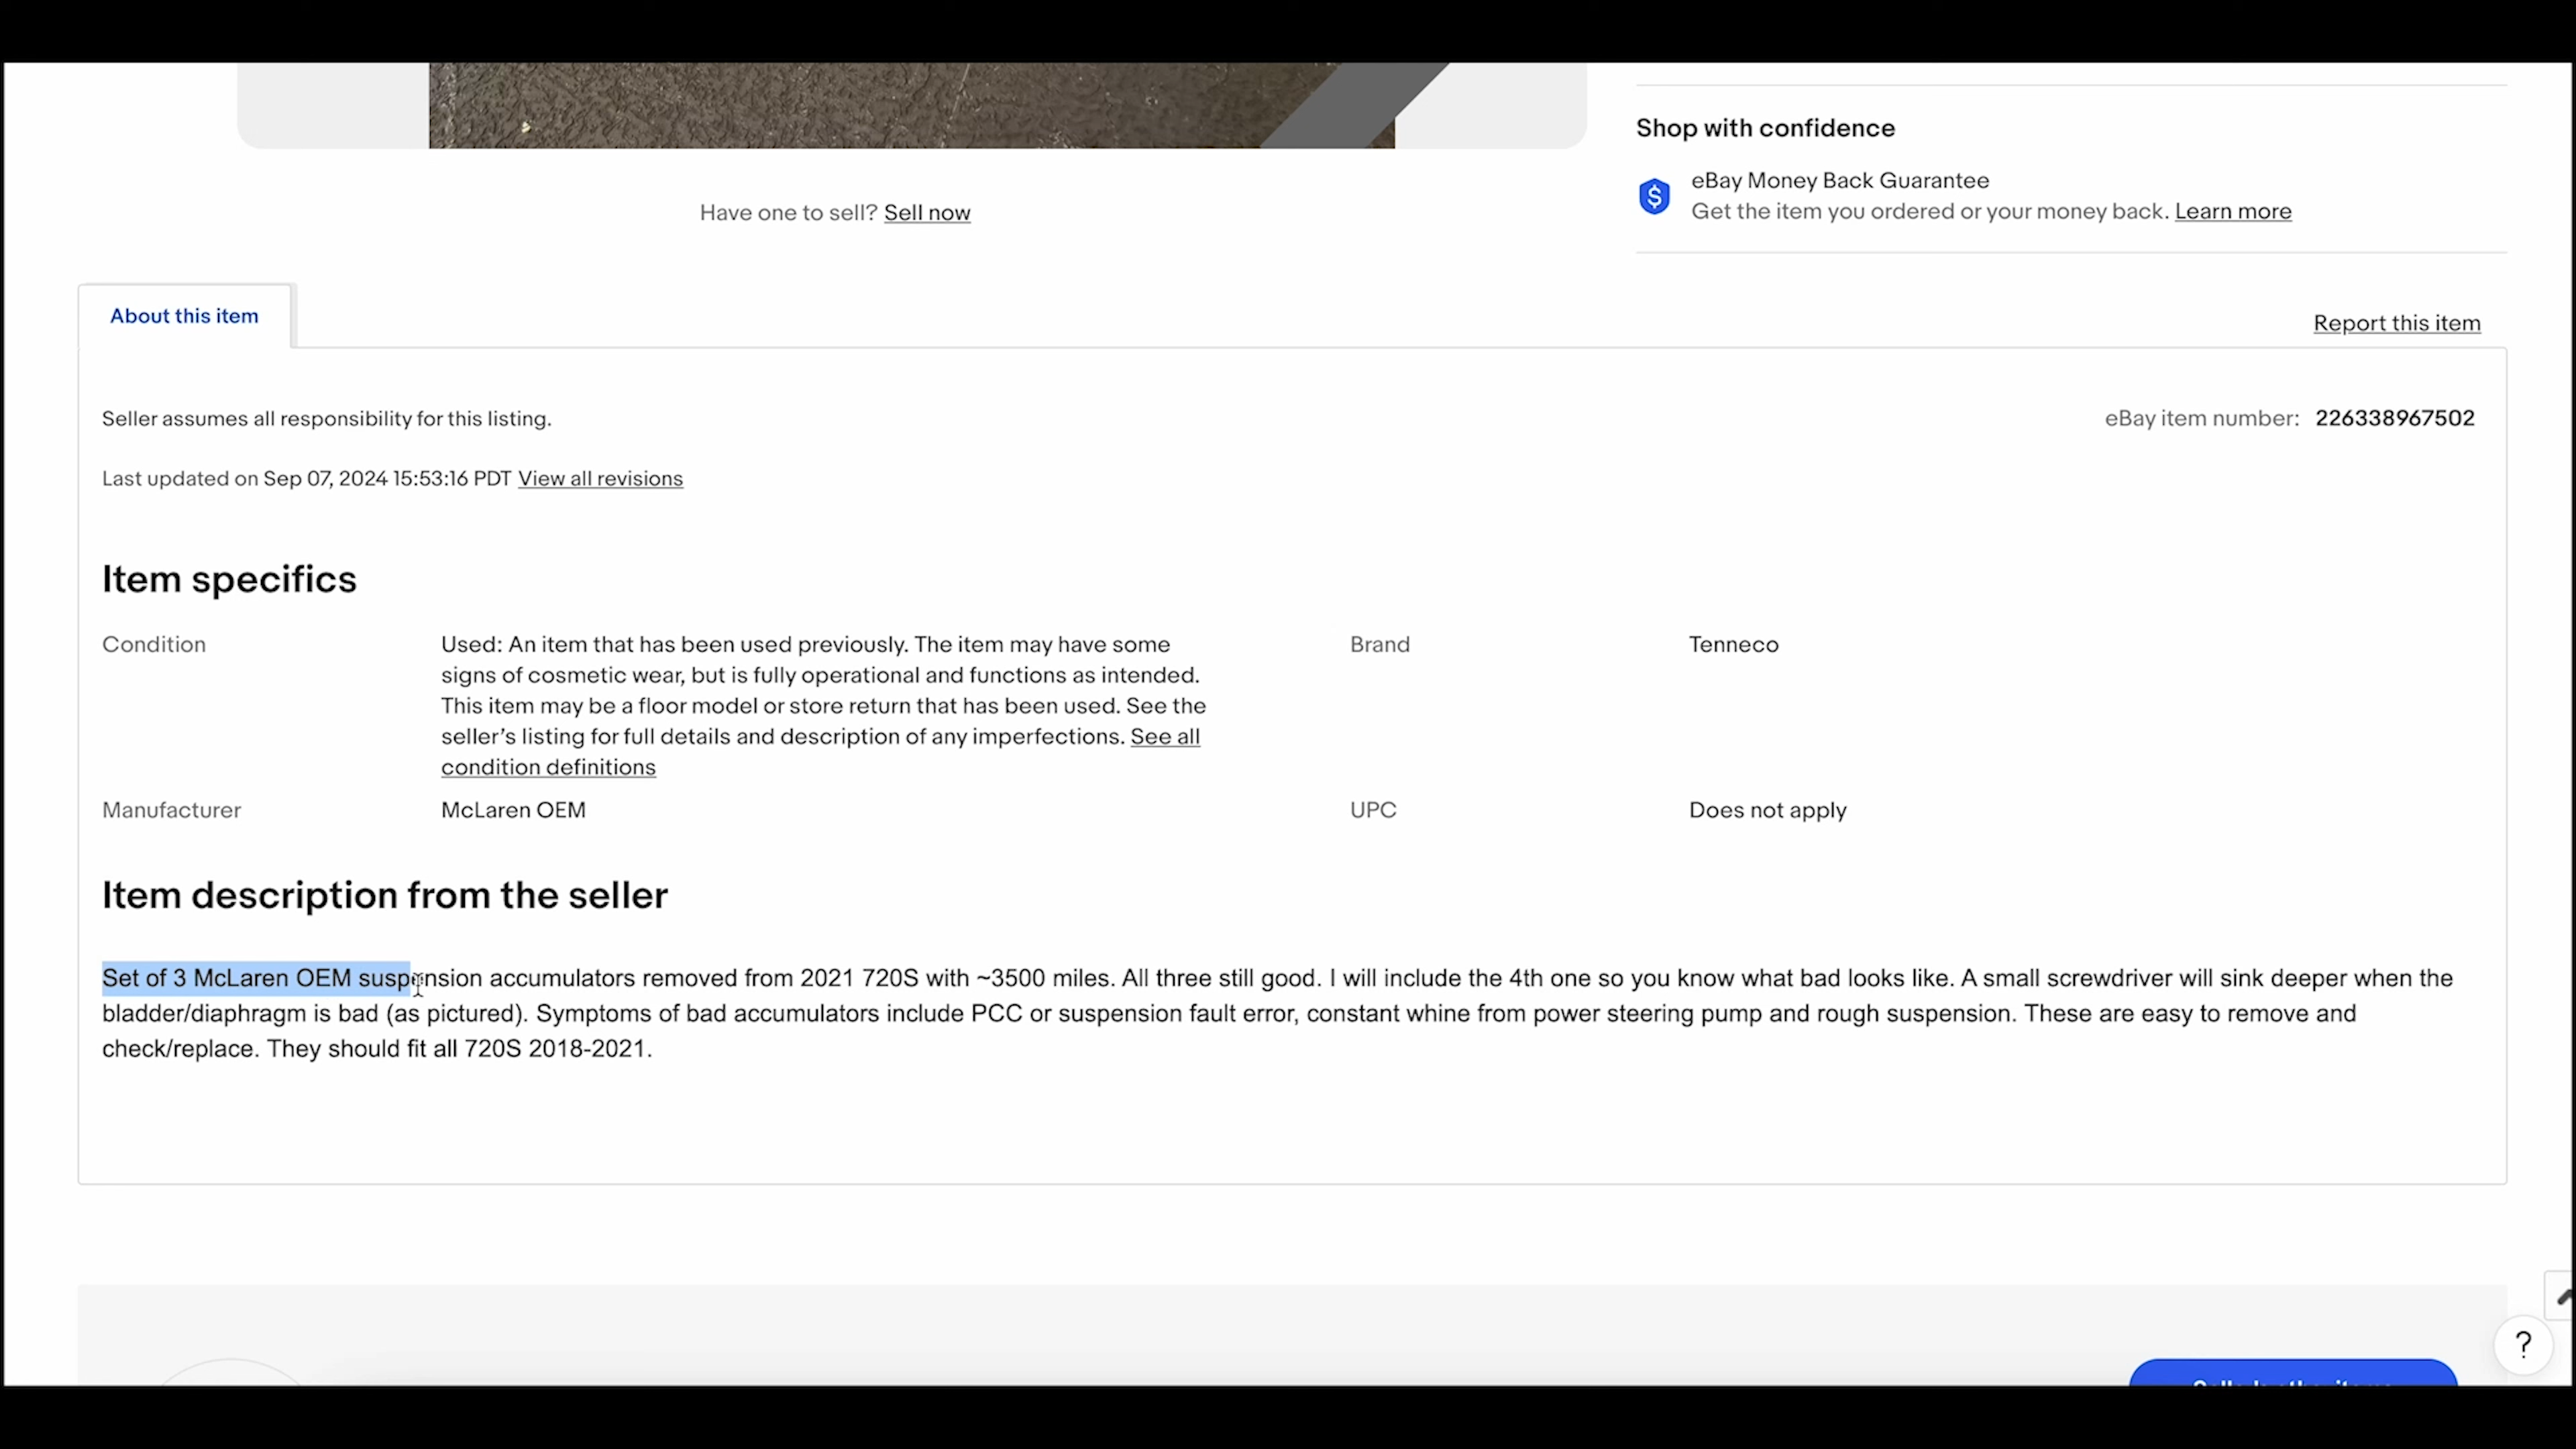 Shop with confidence
eBay Money Back Guarantee
Get the item you ordered or your money back. Learn more
Have one to sell? Sell now
About this item
Report this item
Seller assumes all responsibility for this listing.
eBay item number: 226338967502
Last updated on Sep 07, 2024 15:53:16 PDT View all revisions
Item specifics
Condition
Used: An item that has been used previously. The item may have some
signs of cosmetic wear, but is fully operational and functions as intended.
This item may be a floor model or store return that has been used. See the
seller's listing for full details and description of any imperfections. See all
condition definitions
Brand
Tenneco
Manufacturer
McLaren OEM
UPC
Does not apply
Item description from the seller
Set of 3 McLaren OEM suspension accumulators removed from 2021 720S with ~3500 miles. All three still good. I will include the 4th one so you know what bad looks like. A small screwdriver will sink deeper when the
bladder/diaphragm is bad (as pictured). Symptoms of bad accumulators include PCC or suspension fault error, constant whine from power steering pump and rough suspension. These are easy to remove and
check/replace. They should fit all 720S 2018-2021.
?